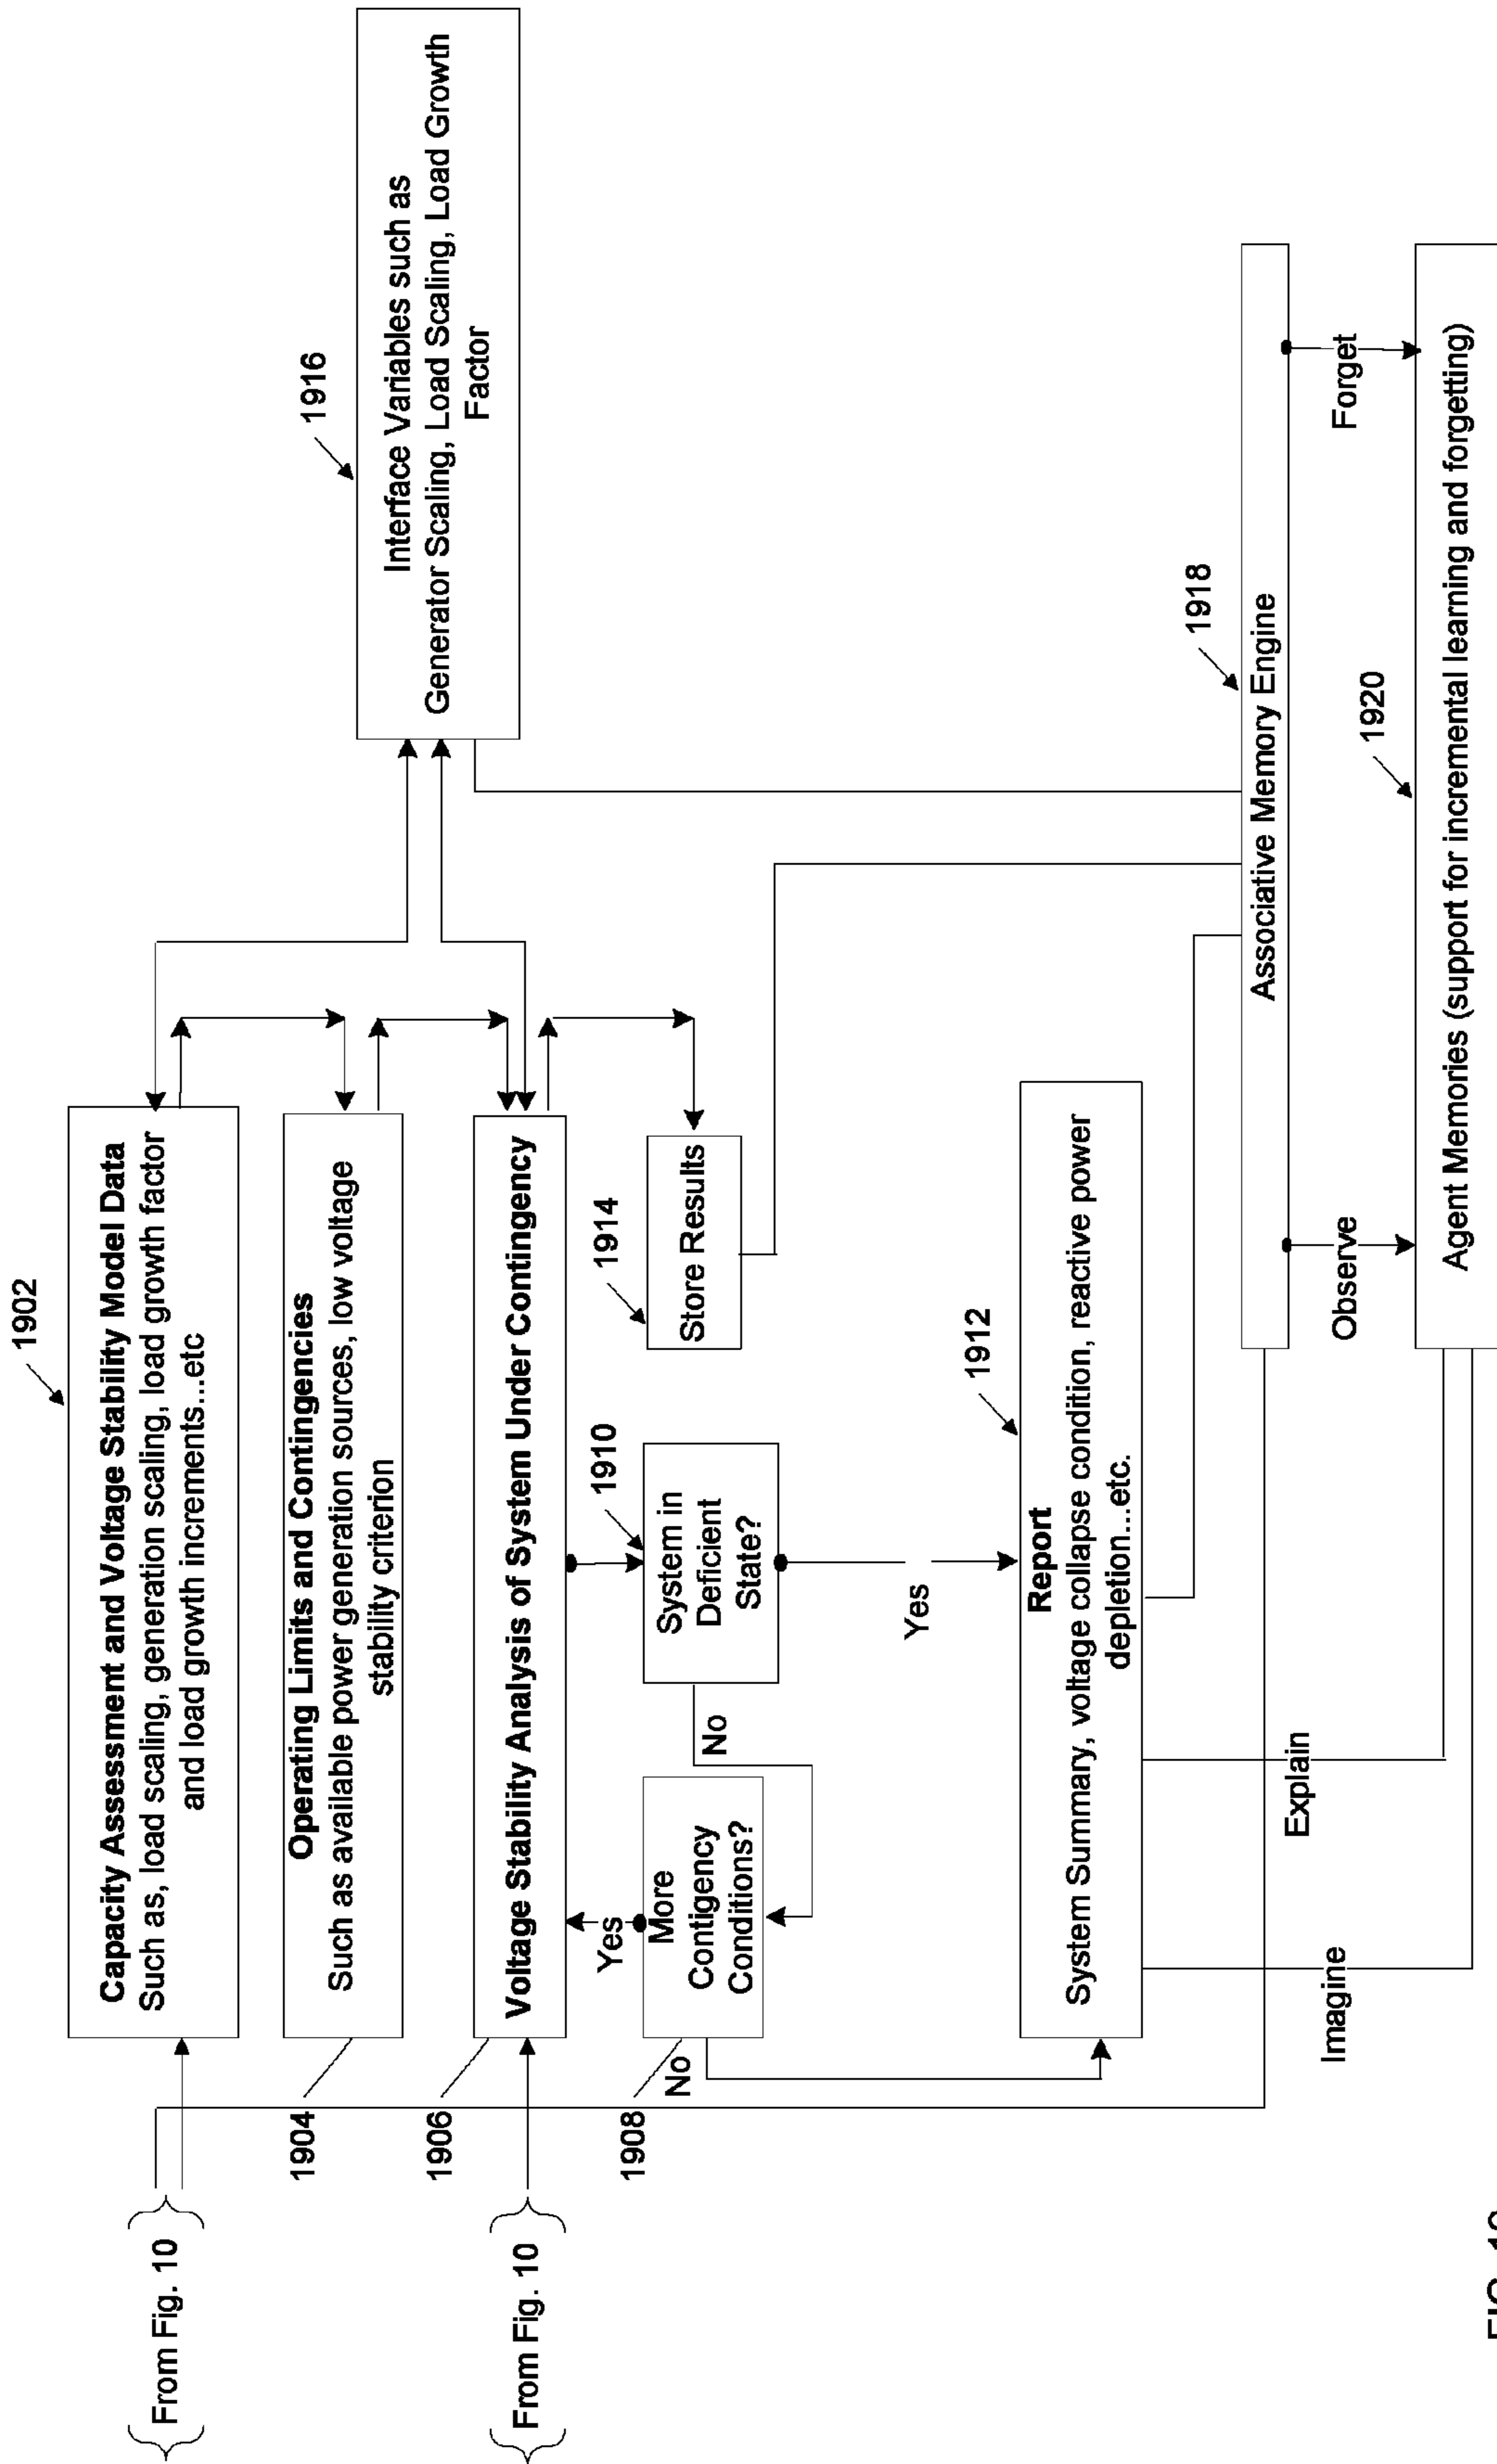 1902
Capacity Assessment and Voltage Stability Model Data
Such as, load scaling, generation scaling, load growth factor
and load growth increments...etc
From Fig. 10
1904
Operating Limits and Contingencies
Such as available power generation sources, low voltage
stability criterion
1916
Interface Variables such as
Generator Scaling, Load Scaling, Load Growth
Factor
1906
Voltage Stability Analysis of System Under Contingency
From Fig. 10
1908
Yes
More
Contigency
Conditions?
No
No
1910
System in
Deficient
State?
Yes
1914
Store Results
1912
Report
System Summary, voltage collapse condition, reactive power
depletion...etc.
1918
Associative Memory Engine
Imagine
Explain
Observe
Forget
1920
Agent Memories (support for incremental learning and forgetting)
FIG.